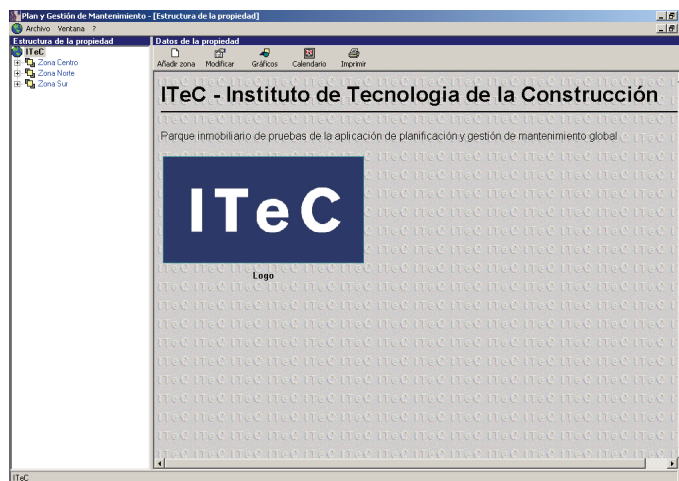 Plan y Gestión de Mantenimiento - [Estructura de la propiedad]
Archivo Ventana ?
Estructura de la propiedad
ITeC
Zona Centro
Zona Norte
Zona Sur
Datos de la propiedad
Añadir zona Modificar Gráficos Calendario Imprimir
ITeC - Instituto de Tecnologia de la Construcción
Parque inmobiliario de pruebas de la aplicación de planificación y gestión de mantenimiento global
ITeC
Logo
ITeC